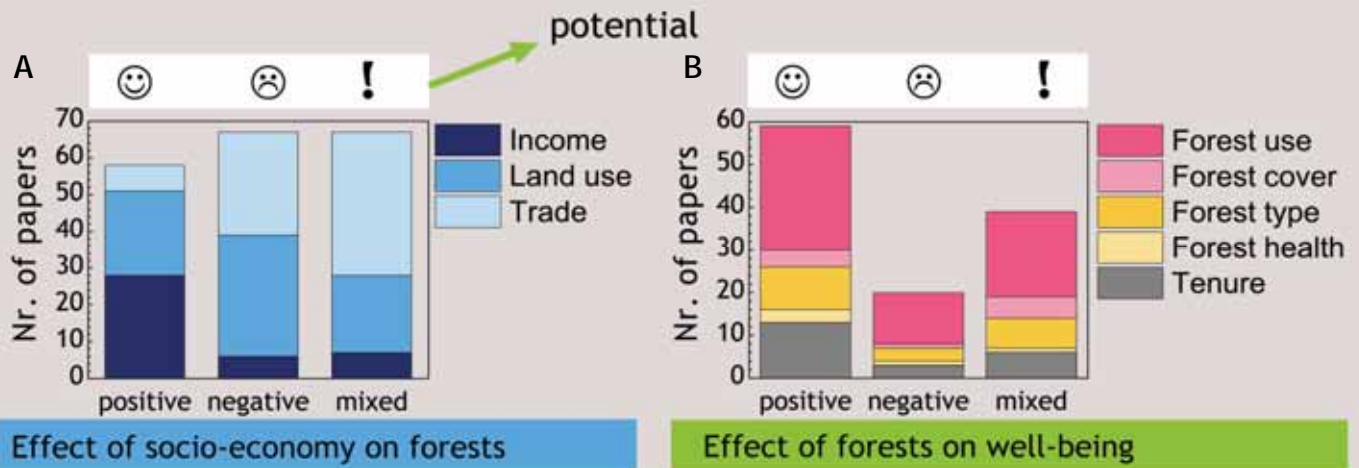 potential
A
!
70
60
50
40
30
20
10
0
Nr. of papers
Income
Land use
Trade
positive negative mixed
Effect of socio-economy on forests
B
!
60
50
40
30
20
10
0
Nr. of papers
Forest use
Forest cover
Forest type
Forest health
Tenure
positive negative mixed
Effect of forests on well-being